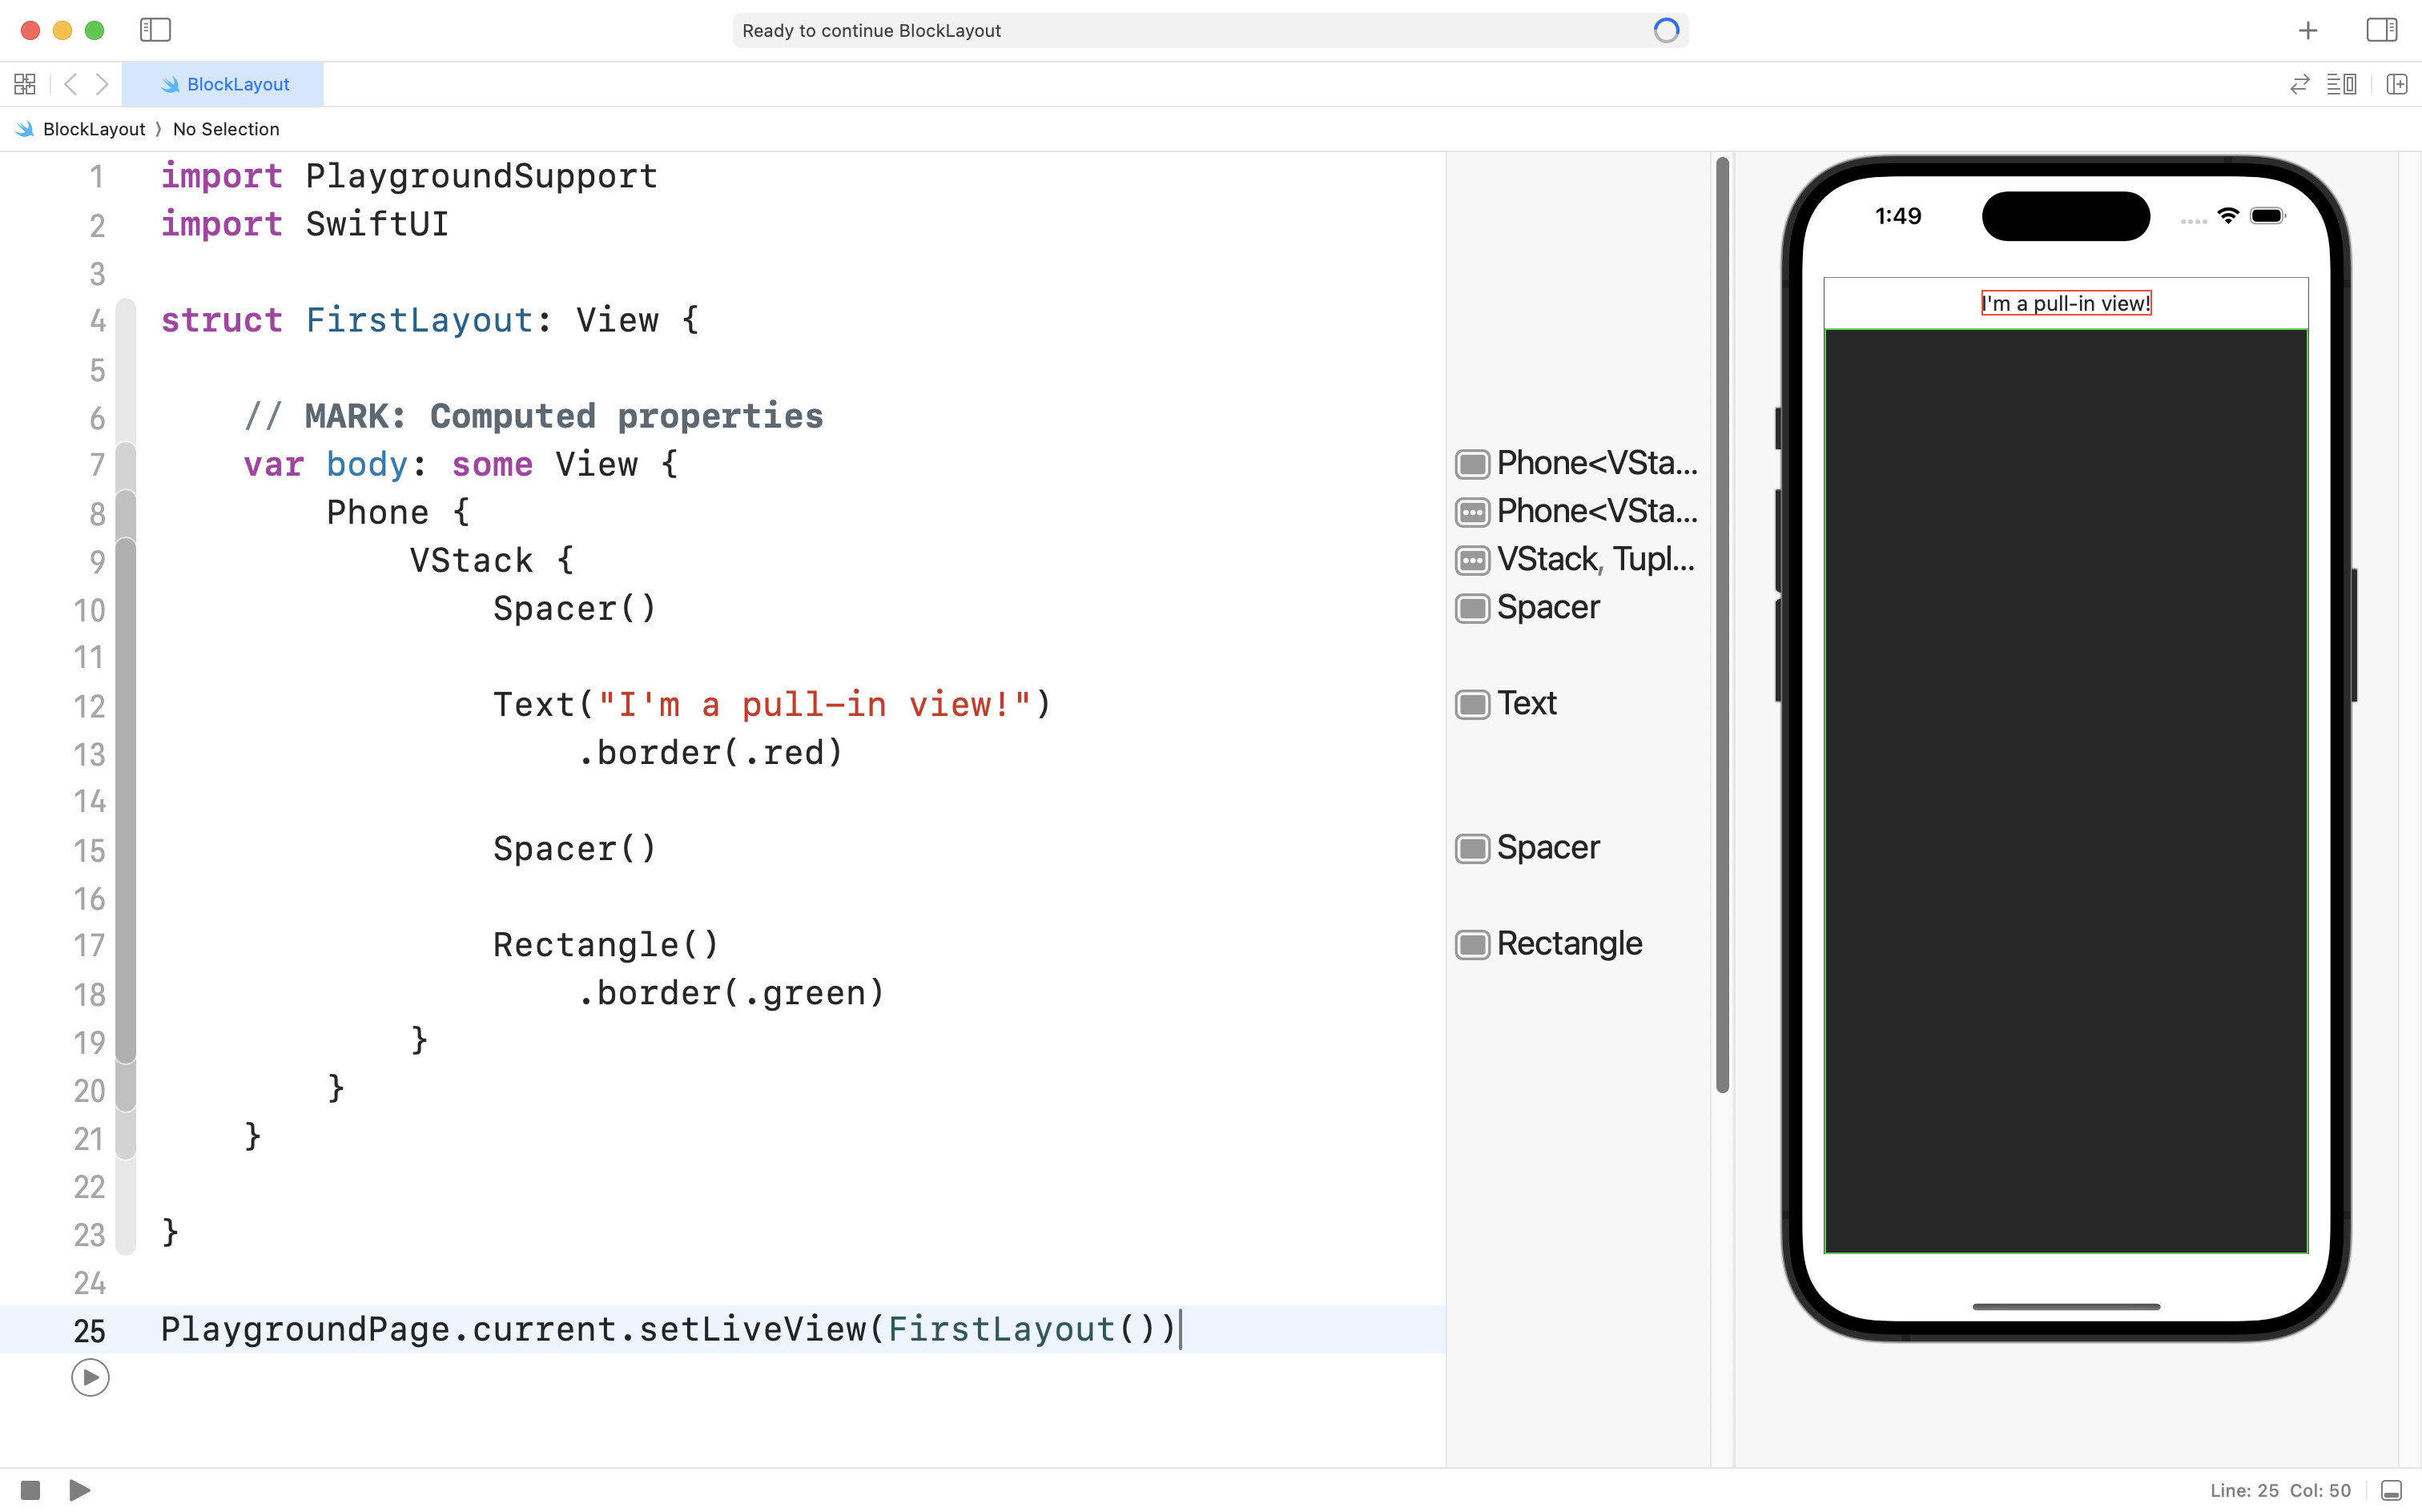 Ready to continue BlockLayout
BlockLayout
BlockLayout 〉 No Selection
1 import PlaygroundSupport
2 import SwiftUI
3
4 struct FirstLayout: View {
5
6 // MARK: Computed properties
7 var body: some View {
8 Phone {
9 VStack {
10 Spacer()
11
12 Text("I'm a pull-in view!")
13 .border(.red)
14
15 Spacer()
16
17 Rectangle()
18 .border(.green)
19 }
20 }
21 }
22
23 }
24
25 PlaygroundPage.current.setLiveView(FirstLayout())
Phone<VSta...
Phone<VSta...
VStack, Tupl...
Spacer
Text
Spacer
Rectangle
1:49
I'm a pull-in view!
Line: 25 Col: 50